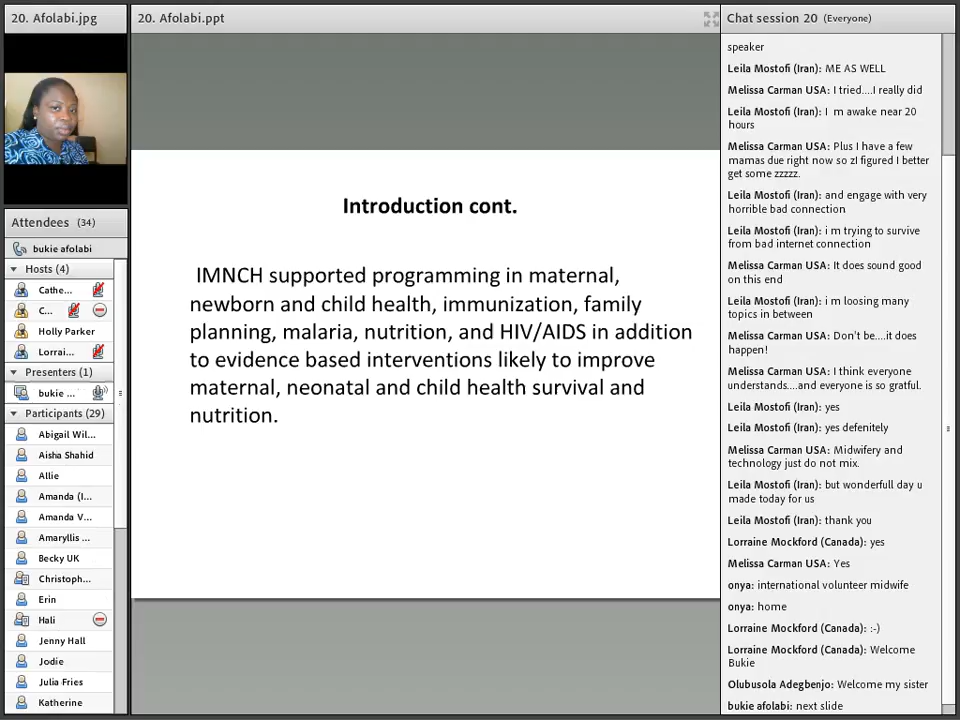 20. Afolabi.jpg
Attendees (34)
bukie afolabi
Hosts (4)
Cathe...
C...
Holly Parker
Lorrai...
Presenters (1)
bukie ...
Participants (29)
Abigail Wil...
Aisha Shahid
Allie
Amanda (I...
Amanda V...
Amaryllis ...
Becky UK
Christoph...
Erin
Hali
Jenny Hall
Jodie
Julia Fries
Katherine
20. Afolabi.ppt
Introduction cont.
IMNCH supported programming in maternal,
newborn and child health, immunization, family
planning, malaria, nutrition, and HIV/AIDS in addition
to evidence based interventions likely to improve
maternal, neonatal and child health survival and
nutrition.
Chat session 20 (Everyone)
speaker
Leila Mostofi (Iran): ME AS WELL
Melissa Carman USA: I tried....I really did
Leila Mostofi (Iran): I m awake near 20
hours
Melissa Carman USA: Plus I have a few
mamas due right now so zI figured I better
get some zzzzz.
Leila Mostofi (Iran): and engage with very
horrible bad connection
Leila Mostofi (Iran): i m trying to survive
from bad internet connection
Melissa Carman USA: It does sound good
on this end
Leila Mostofi (Iran): i m loosing many
topics in between
Melissa Carman USA: Don't be....it does
happen!
Melissa Carman USA: I think everyone
understands....and everyone is so gratful.
Leila Mostofi (Iran): yes
Leila Mostofi (Iran): yes defenitely
Melissa Carman USA: Midwifery and
technology just do not mix.
Leila Mostofi (Iran): but wonderfull day u
made today for us
Leila Mostofi (Iran): thank you
Lorraine Mockford (Canada): yes
Melissa Carman USA: Yes
onya: international volunteer midwife
onya: home
Lorraine Mockford (Canada): :-)
Lorraine Mockford (Canada): Welcome
Bukie
Olubusola Adegbenjo: Welcome my sister
bukie afolabi: next slide